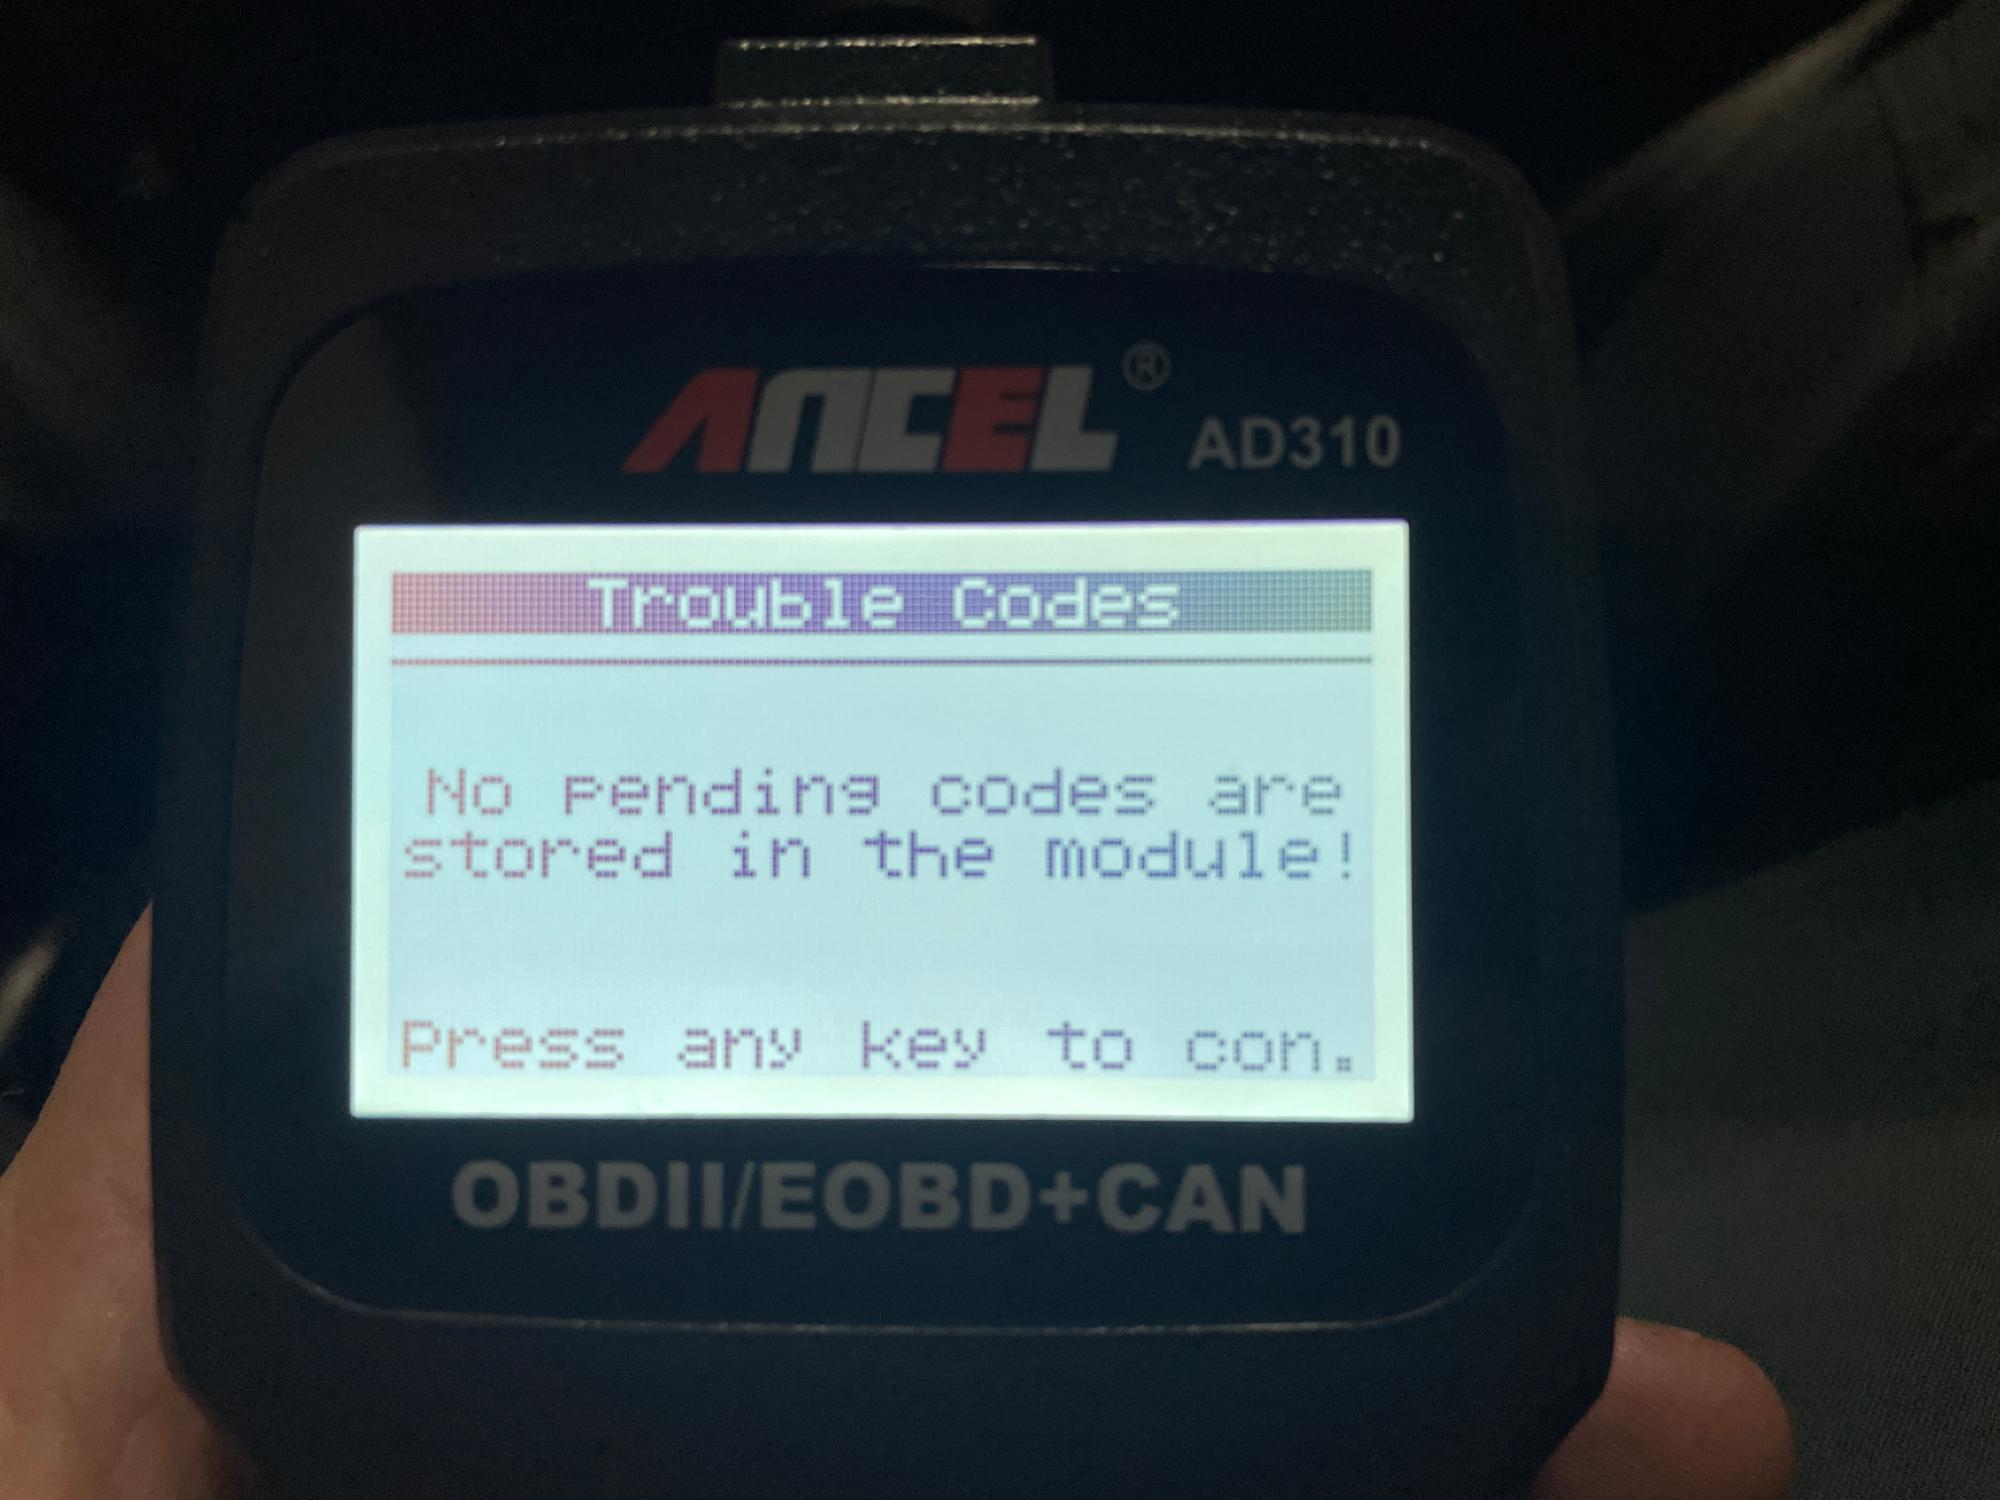 ANCEL® AD310
Trouble Codes
No pending codes are
stored in the module!
Press any key to con.
OBDII/EOBD+CAN